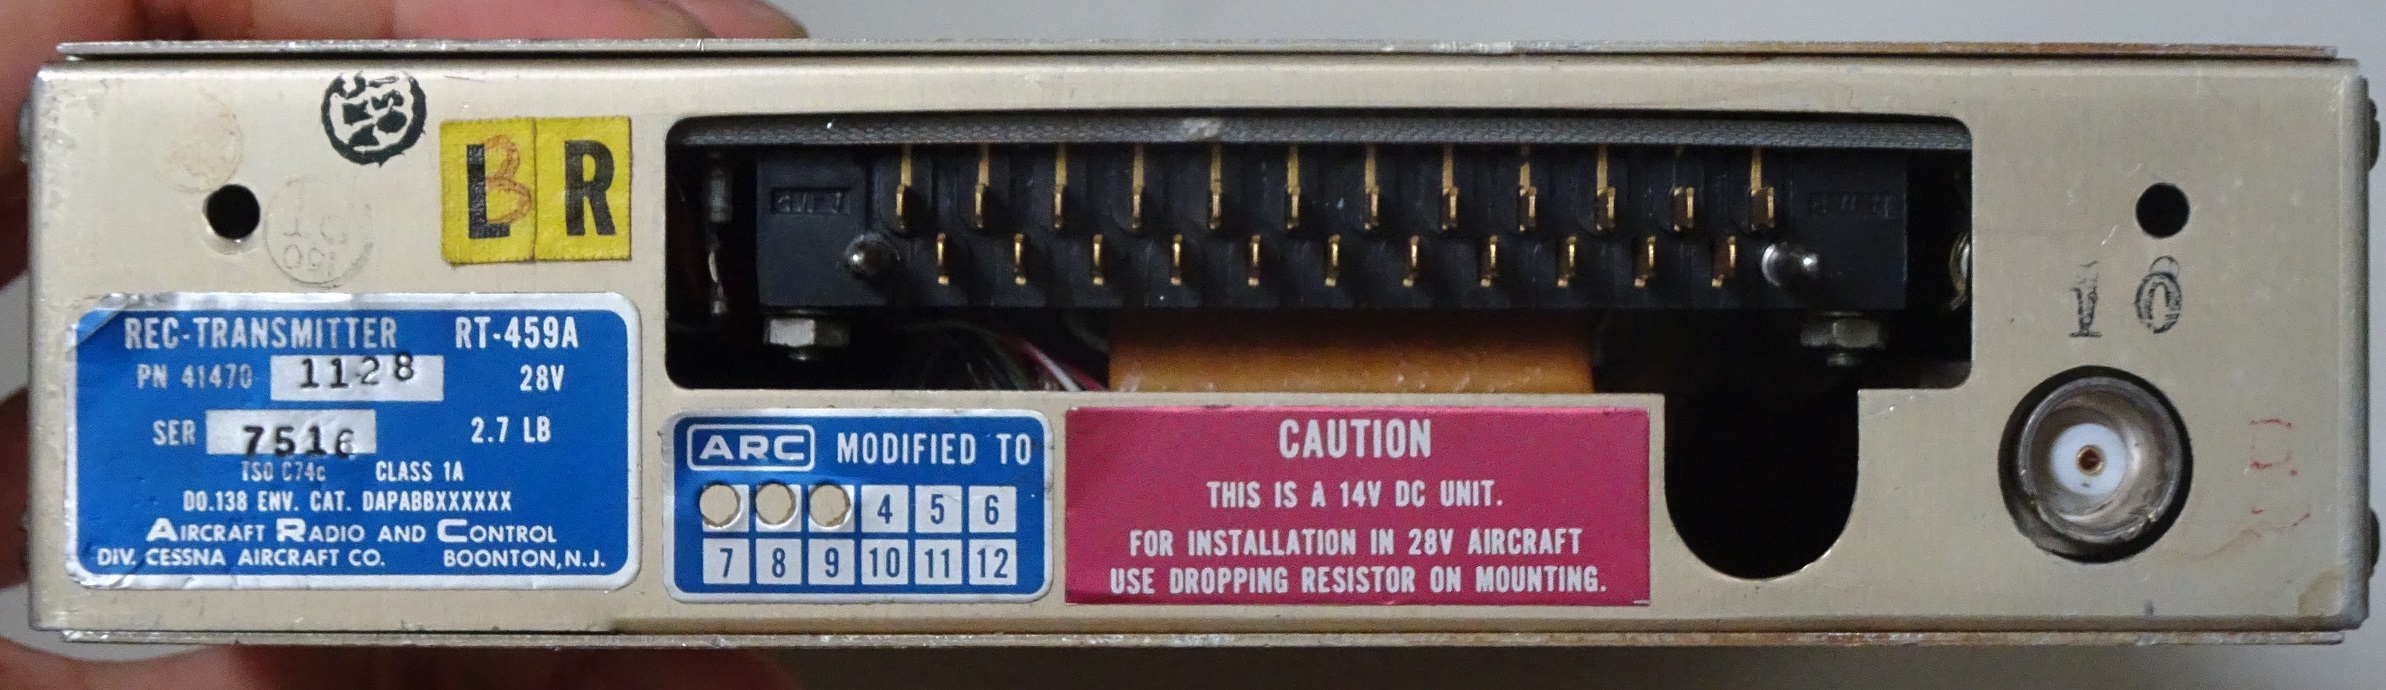 L R
3
REC-TRANSMITTER RT-459A
PN 41470 1128 28V
SER 7516 2.7 LB
TSO C74c CLASS 1A
DO.138 ENV. CAT. DAPABBXXXXXX
AIRCRAFT RADIO AND CONTROL
DIV. CESSNA AIRCRAFT CO. BOONTON, N.J.
ARC MODIFIED TO
4 5 6
7 8 9 10 11 12
CAUTION
THIS IS A 14V DC UNIT.
FOR INSTALLATION IN 28V AIRCRAFT
USE DROPPING RESISTOR ON MOUNTING.